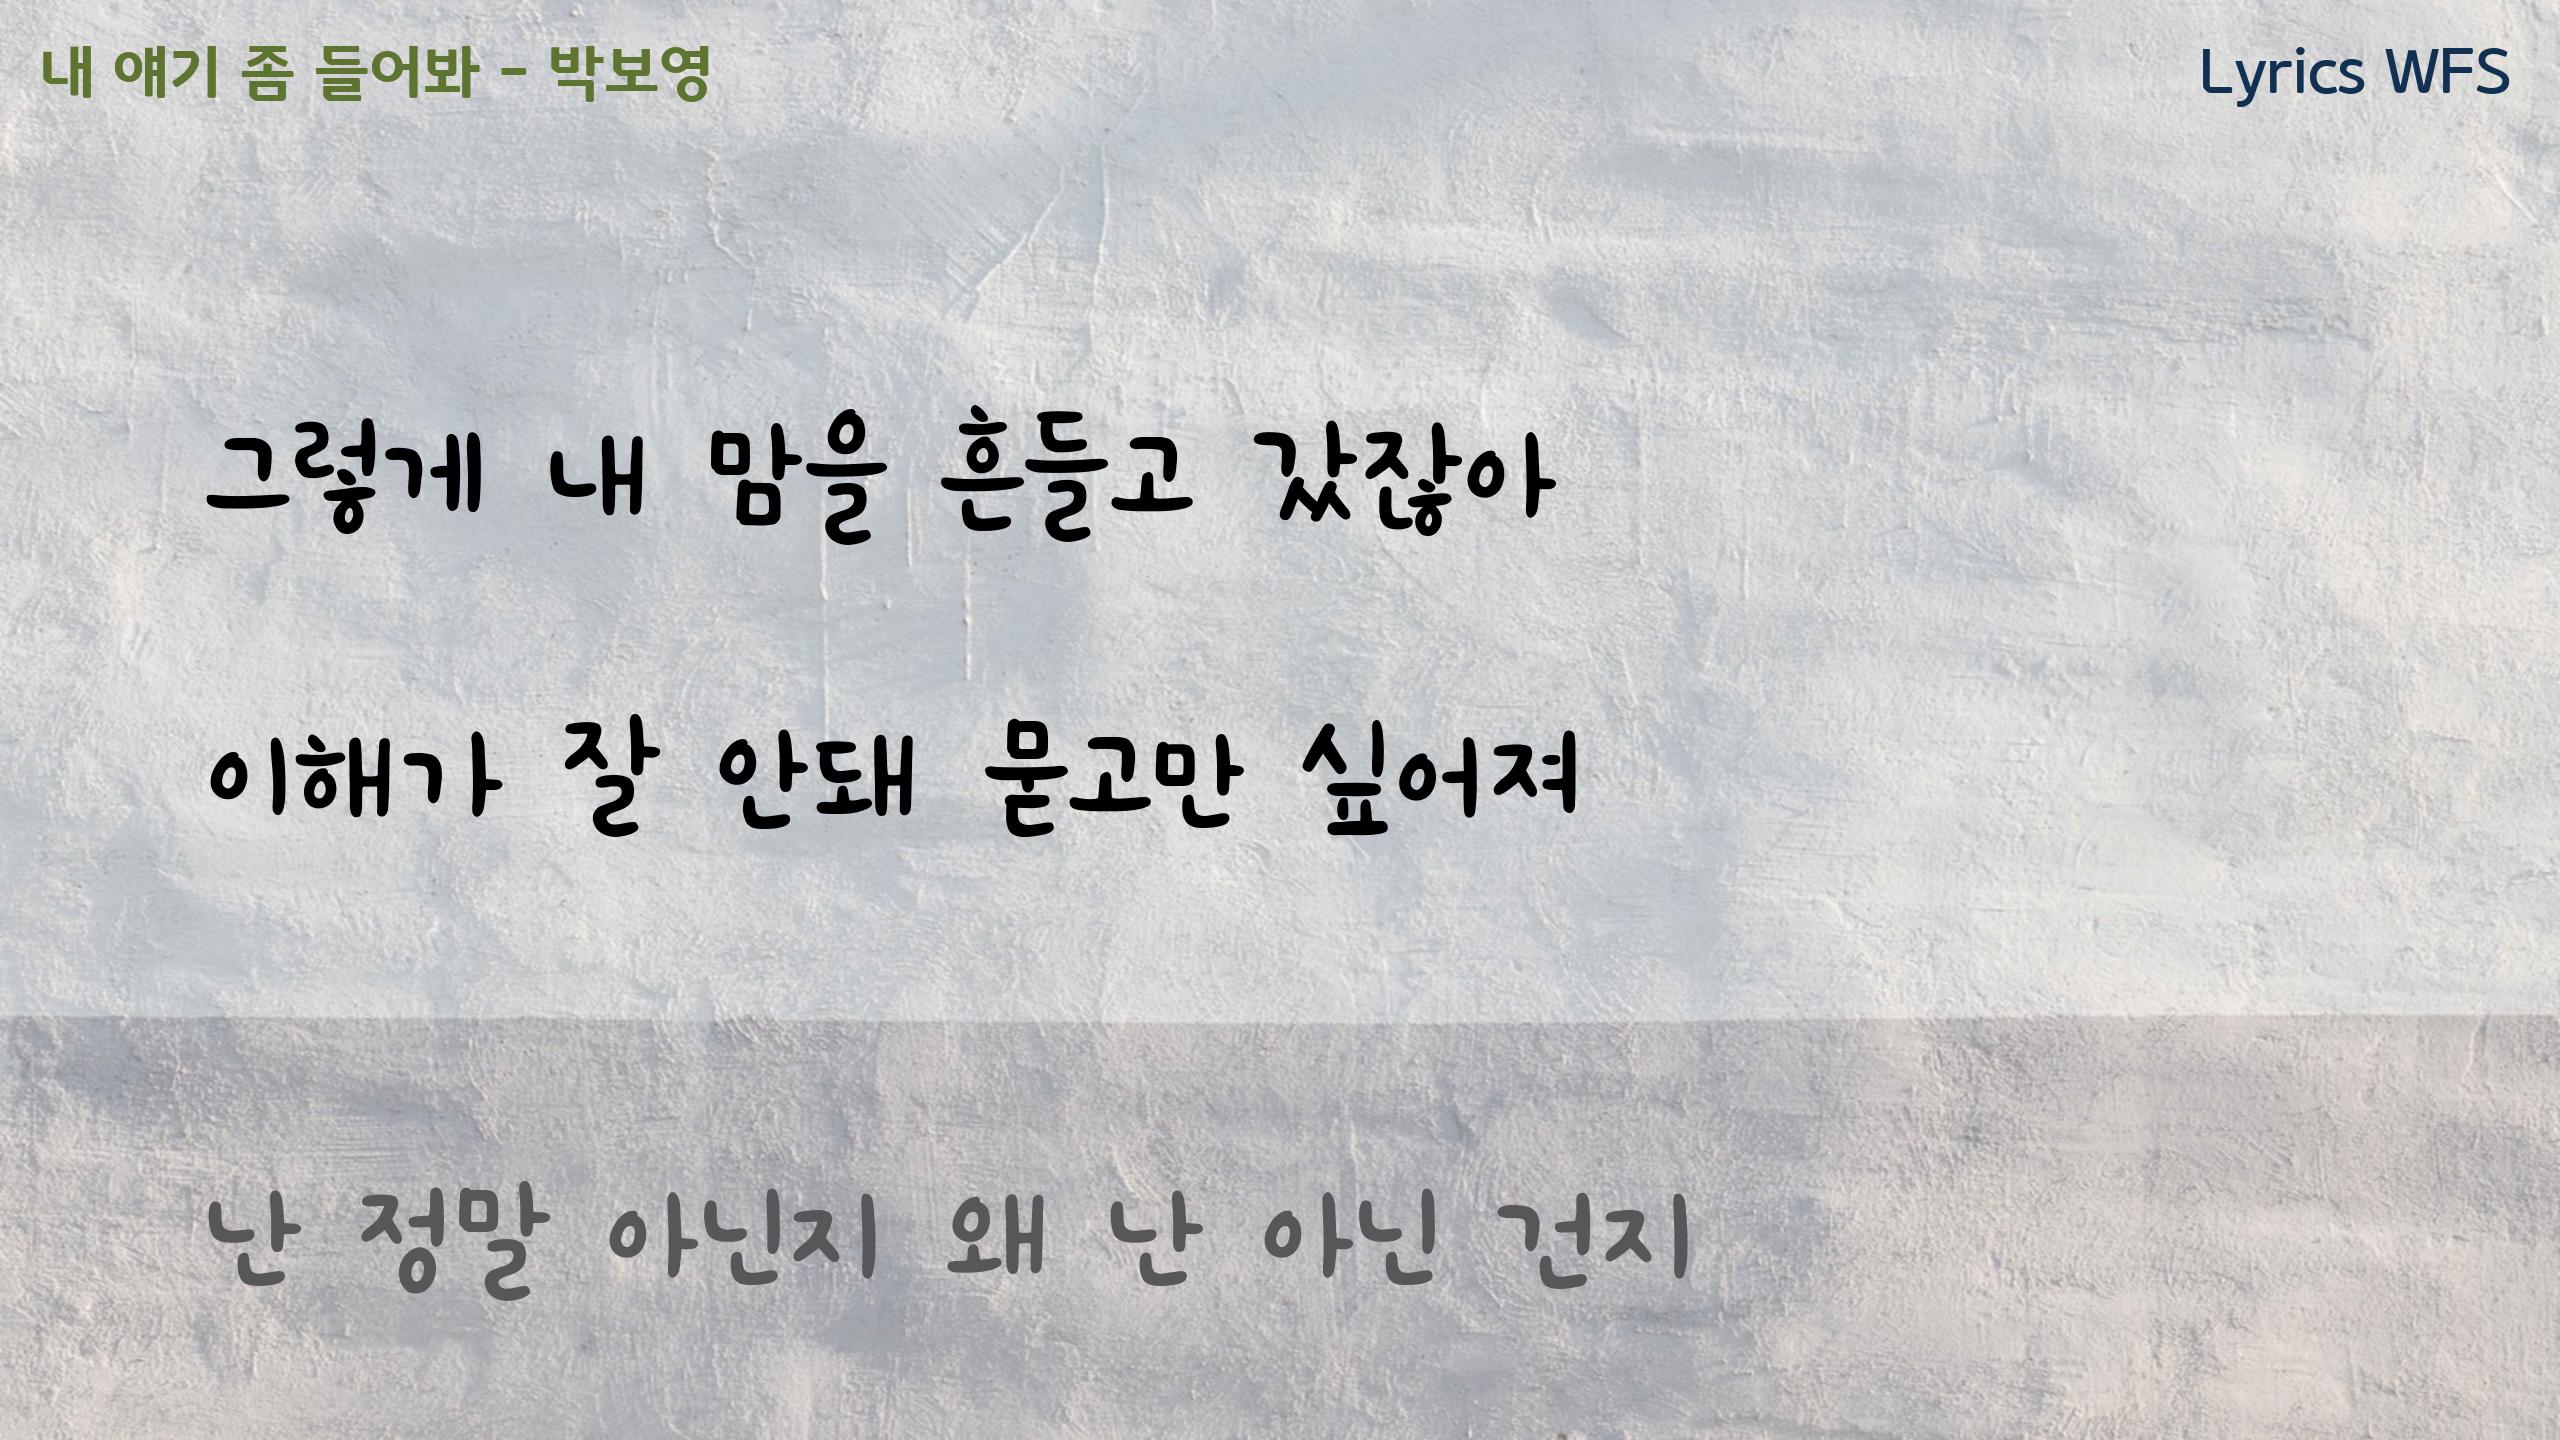 내 얘기 좀 들어봐 - 박보영
Lyrics WFS
그렇게 내 맘을 흔들고 갔잖아
이해가 잘 안돼 묻고만 싶어져
난 정말 아닌지 왜 난 아닌 건지